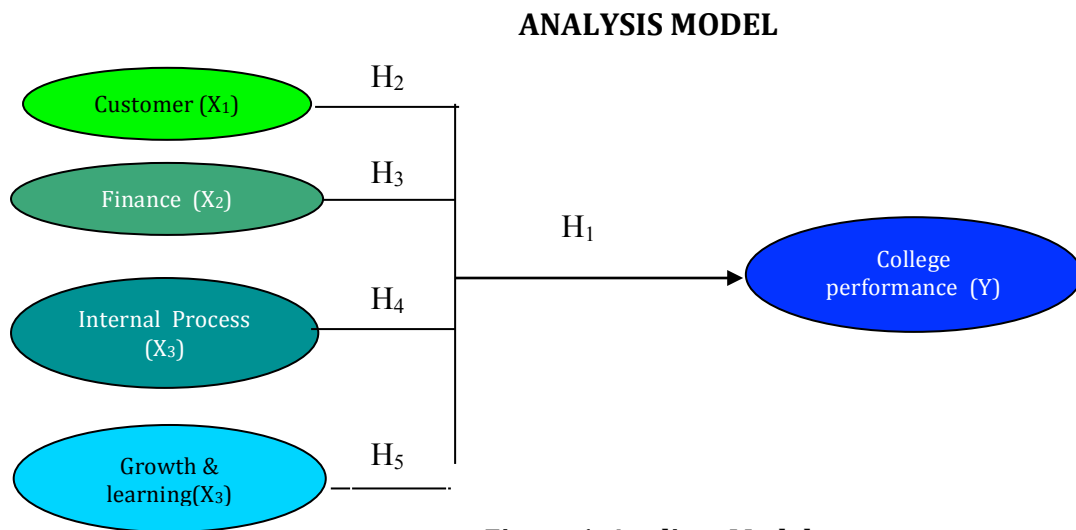 ANALYSIS MODEL
Customer (X₁)
H₂
Finance (X₂)
H₃
H₁
College
performance (Y)
Internal Process
(X₃)
H₄
Growth &
learning(X₃)
H₅